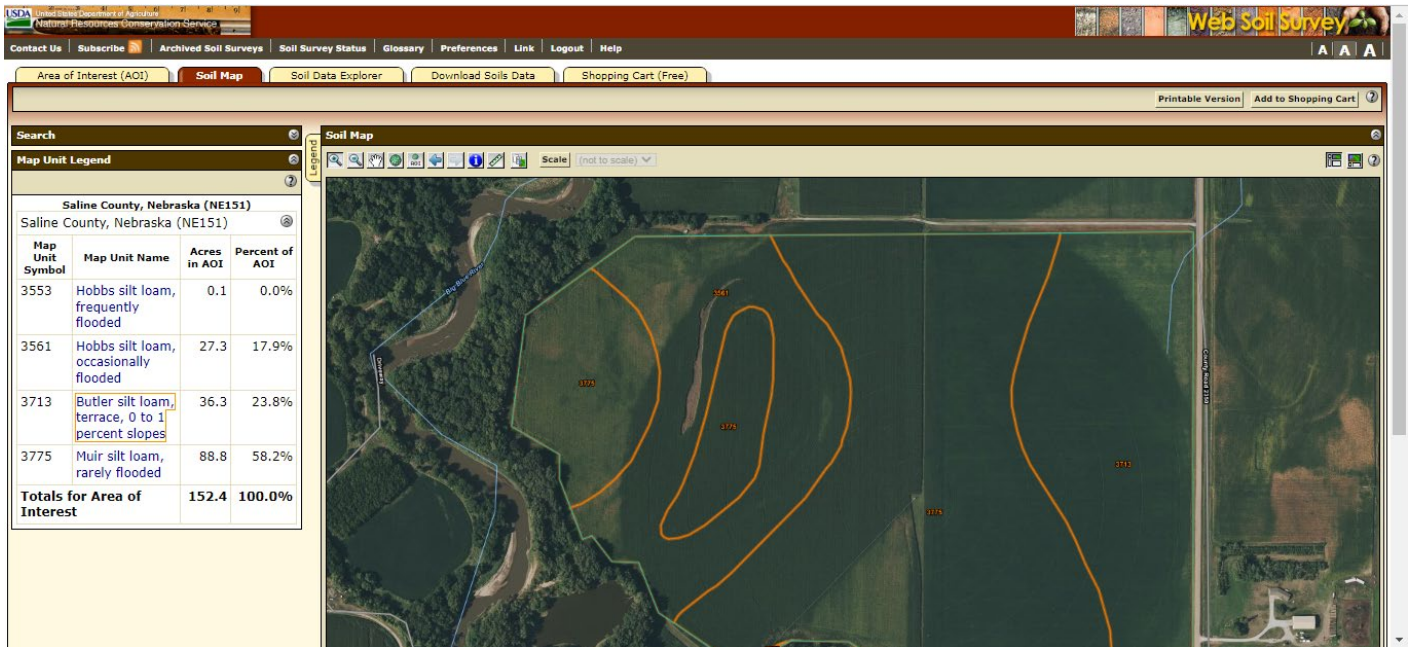 USDA United States Department of Agriculture
Natural Resources Conservation Service
Web Soil Survey
Contact Us | Subscribe | Archived Soil Surveys | Soil Survey Status | Glossary | Preferences | Link | Logout | Help
A A A
Area of Interest (AOI) Soil Map Soil Data Explorer Download Soils Data Shopping Cart (Free)
Printable Version Add to Shopping Cart
Search
Map Unit Legend
Saline County, Nebraska (NE151)
Saline County, Nebraska (NE151)
Map Unit Symbol Map Unit Name Acres in AOI Percent of AOI
3553 Hobbs silt loam, 0.1 0.0%
frequently
flooded
3561 Hobbs silt loam, 27.3 17.9%
occasionally
flooded
3713 Butler silt loam, 36.3 23.8%
terrace, 0 to 1
percent slopes
3775 Muir silt loam, 88.8 58.2%
rarely flooded
Totals for Area of 152.4 100.0%
Interest
Legend
Soil Map
AOI
Scale (not to scale)
Big Blue River
3561
3775
3775
3775
3713
County Road 2150